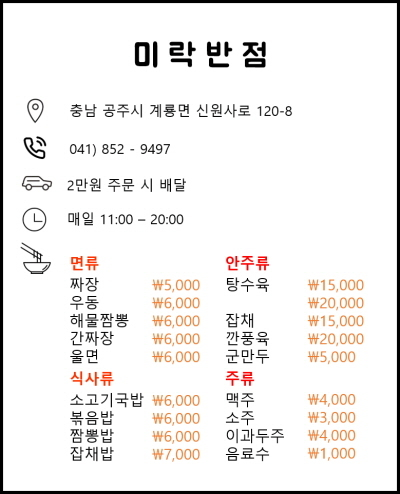 미락반점
충남 공주시 계룡면 신원사로 120-8
041) 852 - 9497
2만원 주문 시 배달
매일 11:00 – 20:00
면류
짜장 ₩5,000
우동 ₩6,000
해물짬뽕 ₩6,000
간짜장 ₩6,000
울면 ₩6,000
식사류
소고기국밥 ₩6,000
볶음밥 ₩6,000
짬뽕밥 ₩6,000
잡채밥 ₩7,000
안주류
탕수육 ₩15,000
₩20,000
잡채 ₩15,000
깐풍육 ₩20,000
군만두 ₩5,000
주류
맥주 ₩4,000
소주 ₩3,000
이과두주 ₩4,000
음료수 ₩1,000